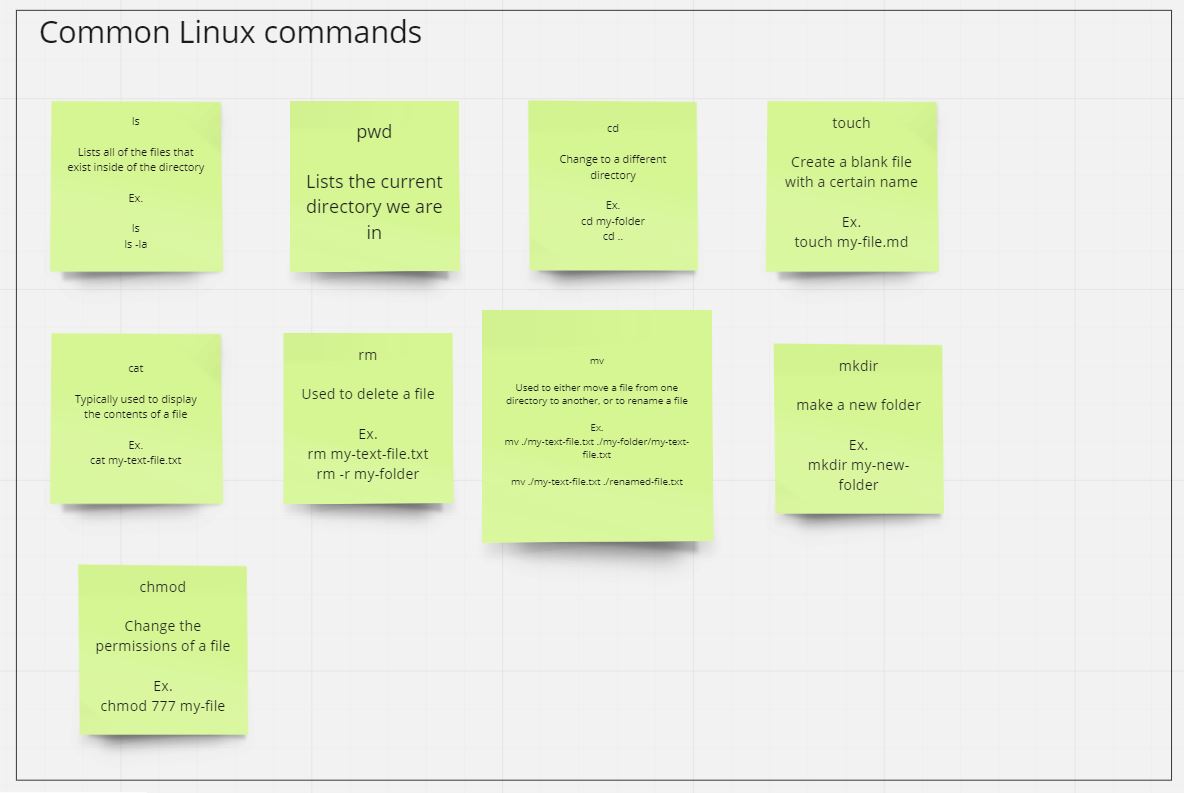 Common Linux commands
ls
Lists all of the files that
exist inside of the directory
Ex.
ls
ls -la
pwd
Lists the current
directory we are
in
cd
Change to a different
directory
Ex.
cd my-folder
cd ..
touch
Create a blank file
with a certain name
Ex.
touch my-file.md
cat
Typically used to display
the contents of a file
Ex.
cat my-text-file.txt
rm
Used to delete a file
Ex.
rm my-text-file.txt
rm -r my-folder
mv
Used to either move a file from one
directory to another, or to rename a file
Ex.
mv ./my-text-file.txt ./my-folder/my-text-
file.txt
mv ./my-text-file.txt ./renamed-file.txt
mkdir
make a new folder
Ex.
mkdir my-new-
folder
chmod
Change the
permissions of a file
Ex.
chmod 777 my-file